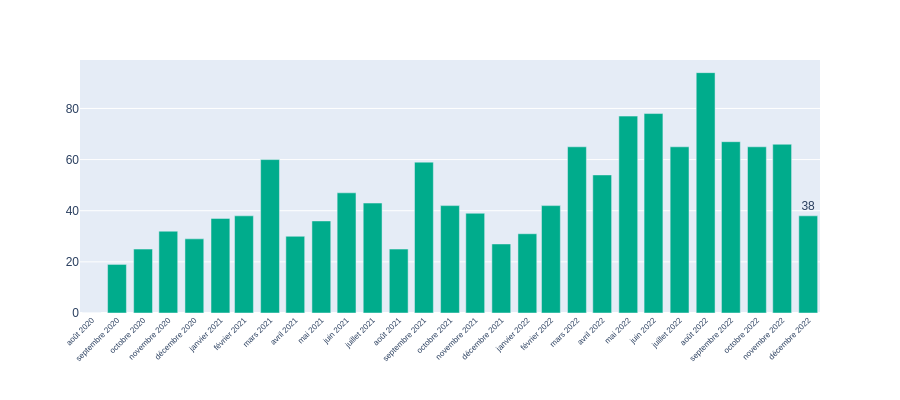 80
60
40
20
0
38
août 2020
septembre 2020
octobre 2020
novembre 2020
décembre 2020
janvier 2021
février 2021
mars 2021
avril 2021
mai 2021
juin 2021
juillet 2021
août 2021
septembre 2021
octobre 2021
novembre 2021
décembre 2021
janvier 2022
février 2022
mars 2022
avril 2022
mai 2022
juin 2022
juillet 2022
août 2022
septembre 2022
octobre 2022
novembre 2022
décembre 2022